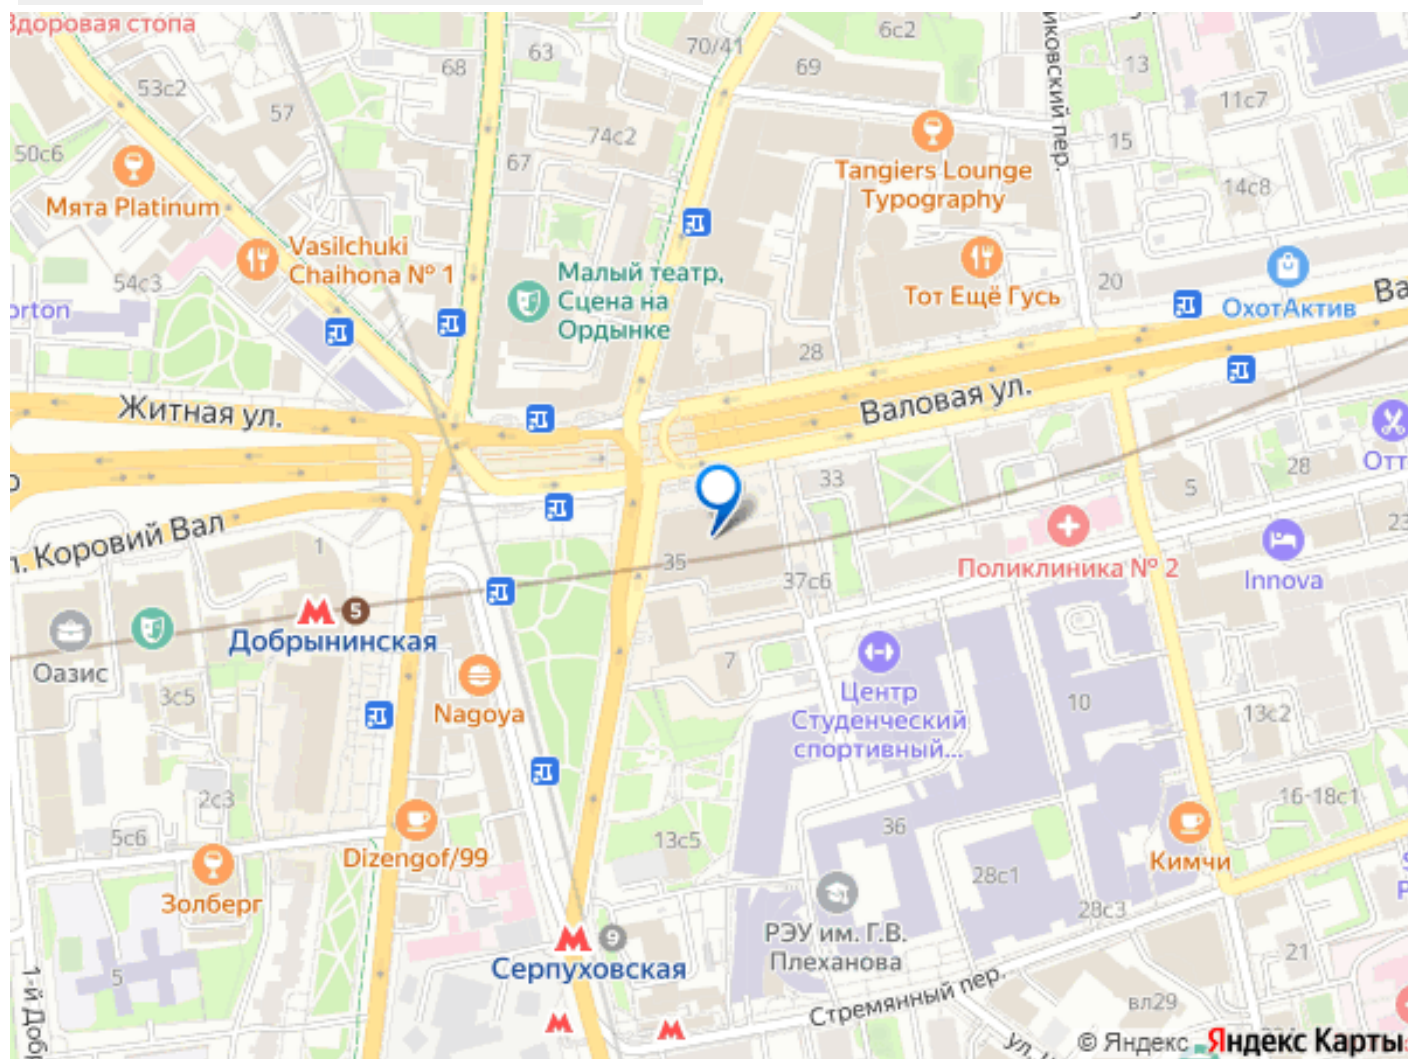 Здоровая стопа
63
70/41
6с2
68
69
13
53с2
57
11с7
74с2
15
50с6
67
Tangiers Lounge
Typography
14с8
Мята Platinum
Vasilchuki
Chaihona № 1
Малый театр,
Сцена на
Ордынке
54с3
Тот Ещё Гусь
20
ОхотАктив
28
Житная ул.
Валовая ул.
33
28
5
23
Коровий Вал
1
35
Поликлиника № 2
Innova
37с6
5
Добрынинская
Оазис
3с5
7
Nagoya
Центр
Студенческий
спортивный...
10
13с2
2с3
16-18с1
5с6
Dizengof/99
13с5
36
Кимчи
Золберг
28с1
28с3
9
Серпуховская
РЭУ им. Г.В.
Плеханова
21
5
Стремянный пер.
вл29
© Яндекс
Яндекс Карты